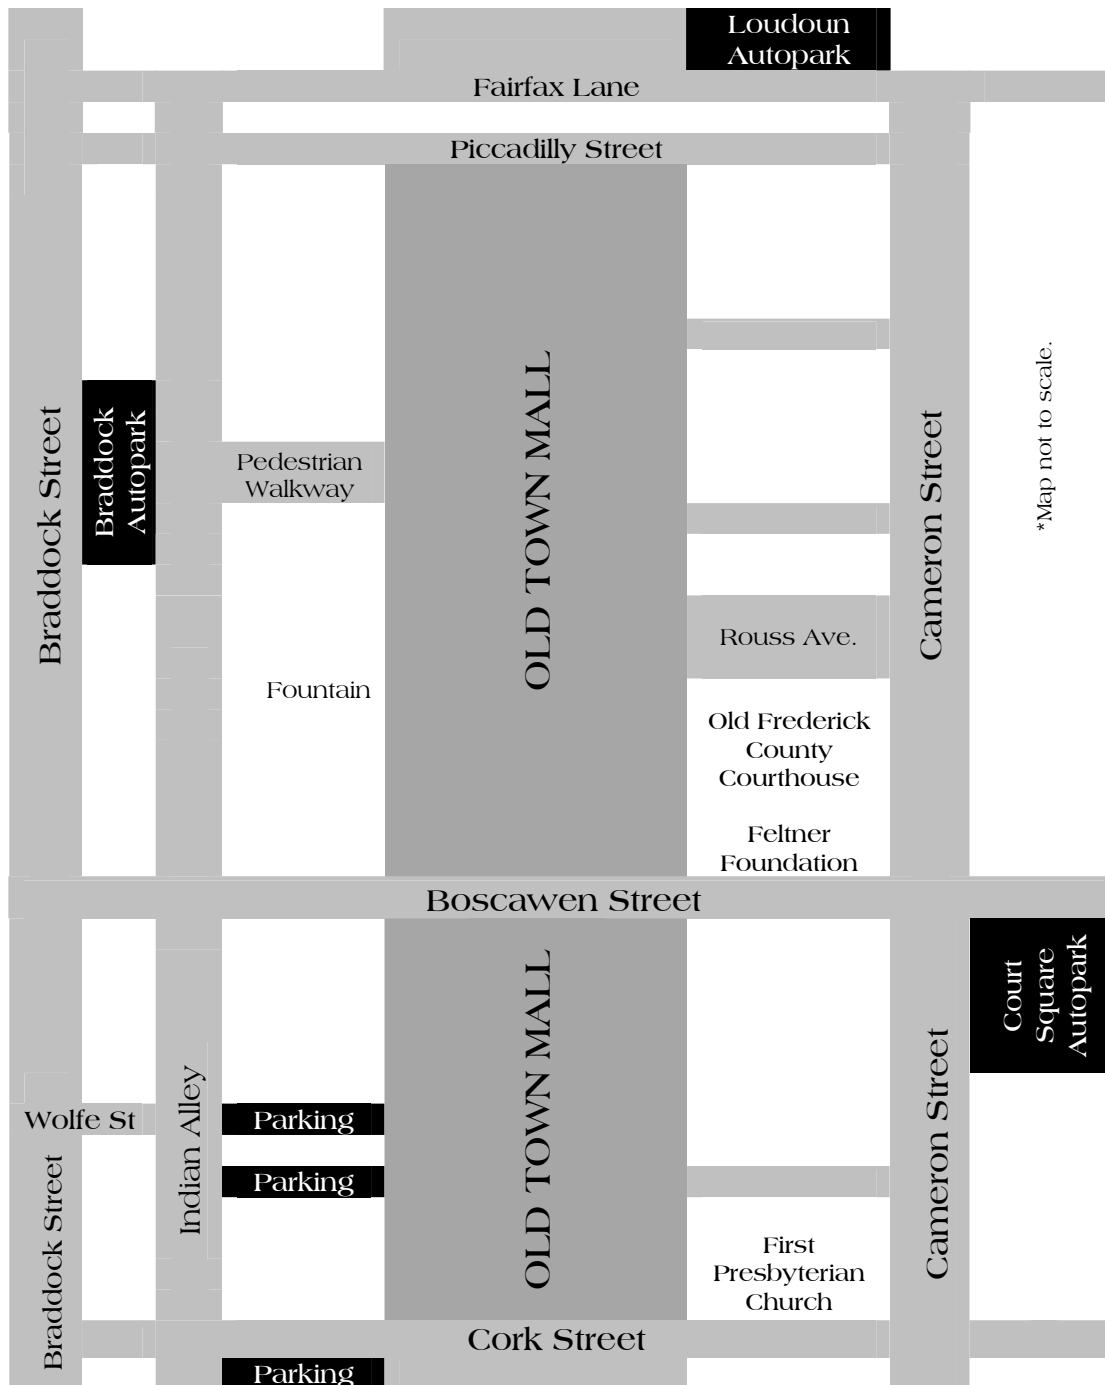 Loudoun
Autopark
Fairfax Lane
Piccadilly Street
*Map not to scale.
OLD TOWN MALL
Braddock Street
Braddock
Autopark
Cameron Street
Pedestrian
Walkway
Rouss Ave.
Fountain
Old Frederick
County
Courthouse
Feltner
Foundation
Boscawen Street
Court
Square
Autopark
OLD TOWN MALL
Cameron Street
Indian Alley
Wolfe St
Parking
Braddock Street
Parking
First
Presbyterian
Church
Cork Street
Parking